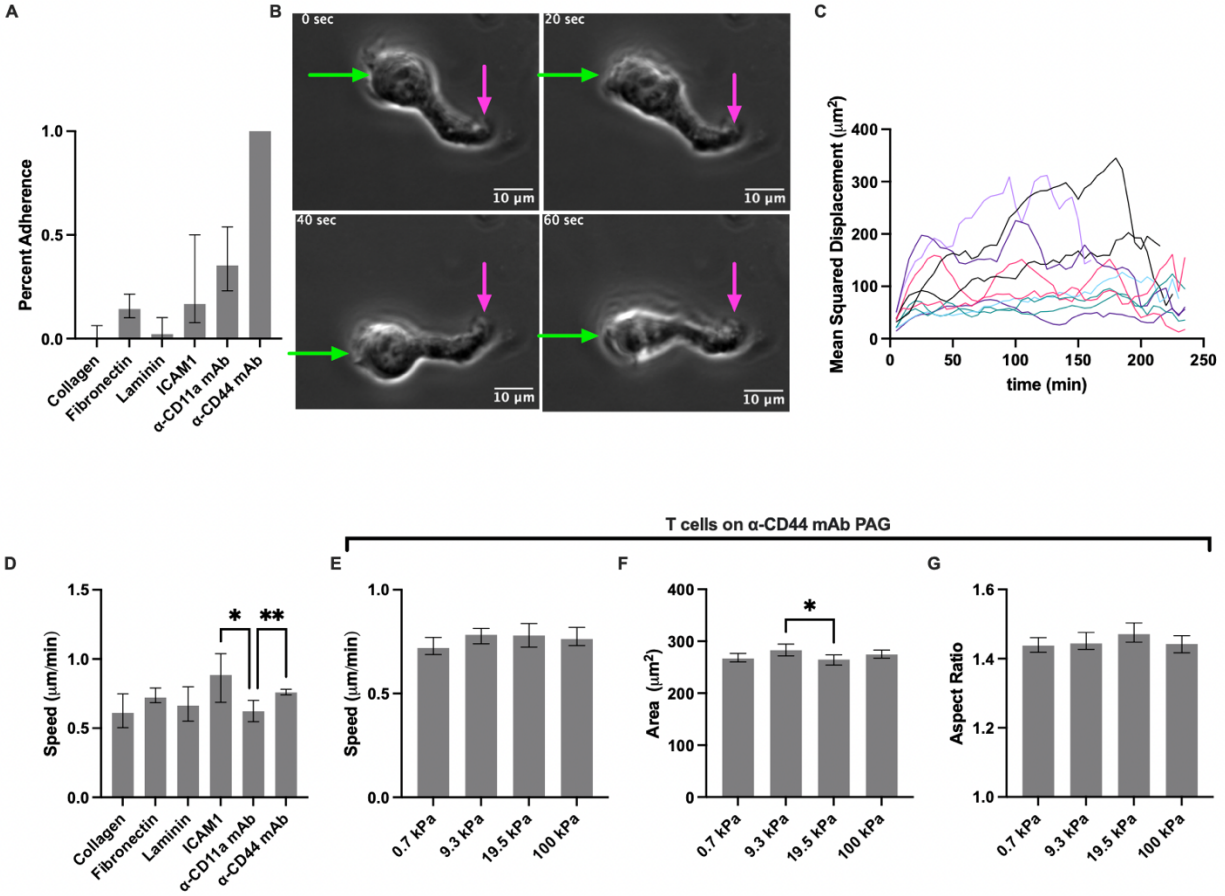 A
Percent Adherence
1.0
0.5
0.0
Collagen
Fibronectin
Laminin
ICAM1
α-CD11a mAb
α-CD44 mAb
B
0 sec
10 μm
20 sec
10 μm
40 sec
10 μm
60 sec
10 μm
C
Mean Squared Displacement (μm²)
400
300
200
100
0
0 50 100 150 200 250
time (min)
T cells on α-CD44 mAb PAG
D
Speed (μm/min)
1.5
1.0
0.5
0.0
* **
Collagen
Fibronectin
Laminin
ICAM1
α-CD11a mAb
α-CD44 mAb
E
Speed (μm/min)
1.0
0.5
0.0
0.7 kPa
9.3 kPa
19.5 kPa
100 kPa
F
Area (μm²)
400
300
200
100
0
*
0.7 kPa
9.3 kPa
19.5 kPa
100 kPa
G
Aspect Ratio
1.6
1.4
1.2
1.0
0.7 kPa
9.3 kPa
19.5 kPa
100 kPa